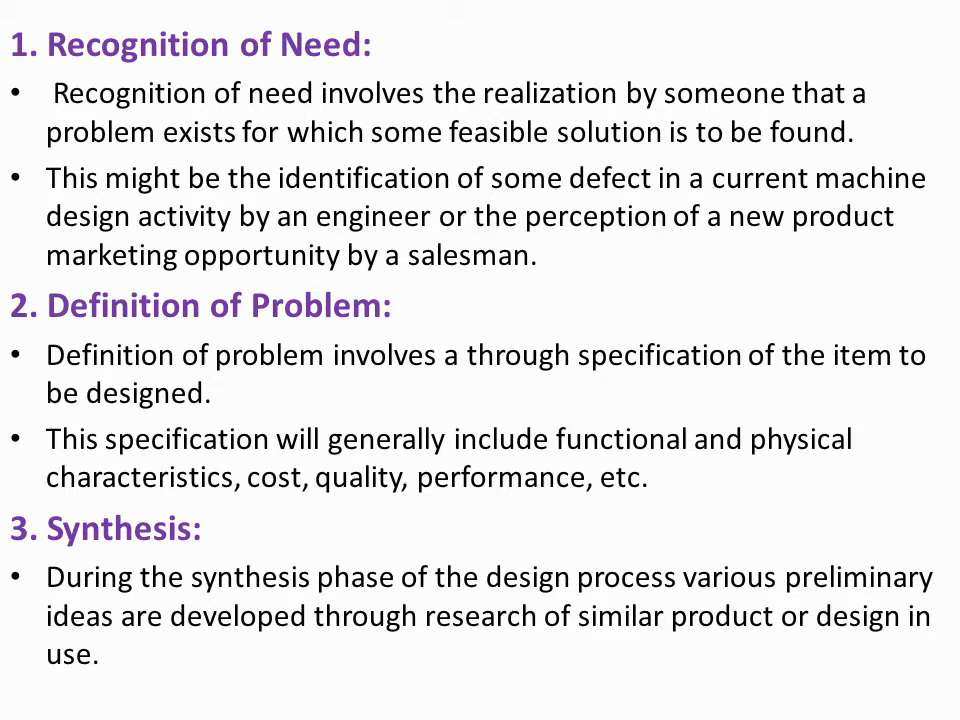 1. Recognition of Need:
• Recognition of need involves the realization by someone that a
problem exists for which some feasible solution is to be found.
• This might be the identification of some defect in a current machine
design activity by an engineer or the perception of a new product
marketing opportunity by a salesman.
2. Definition of Problem:
• Definition of problem involves a through specification of the item to
be designed.
• This specification will generally include functional and physical
characteristics, cost, quality, performance, etc.
3. Synthesis:
• During the synthesis phase of the design process various preliminary
ideas are developed through research of similar product or design in
use.